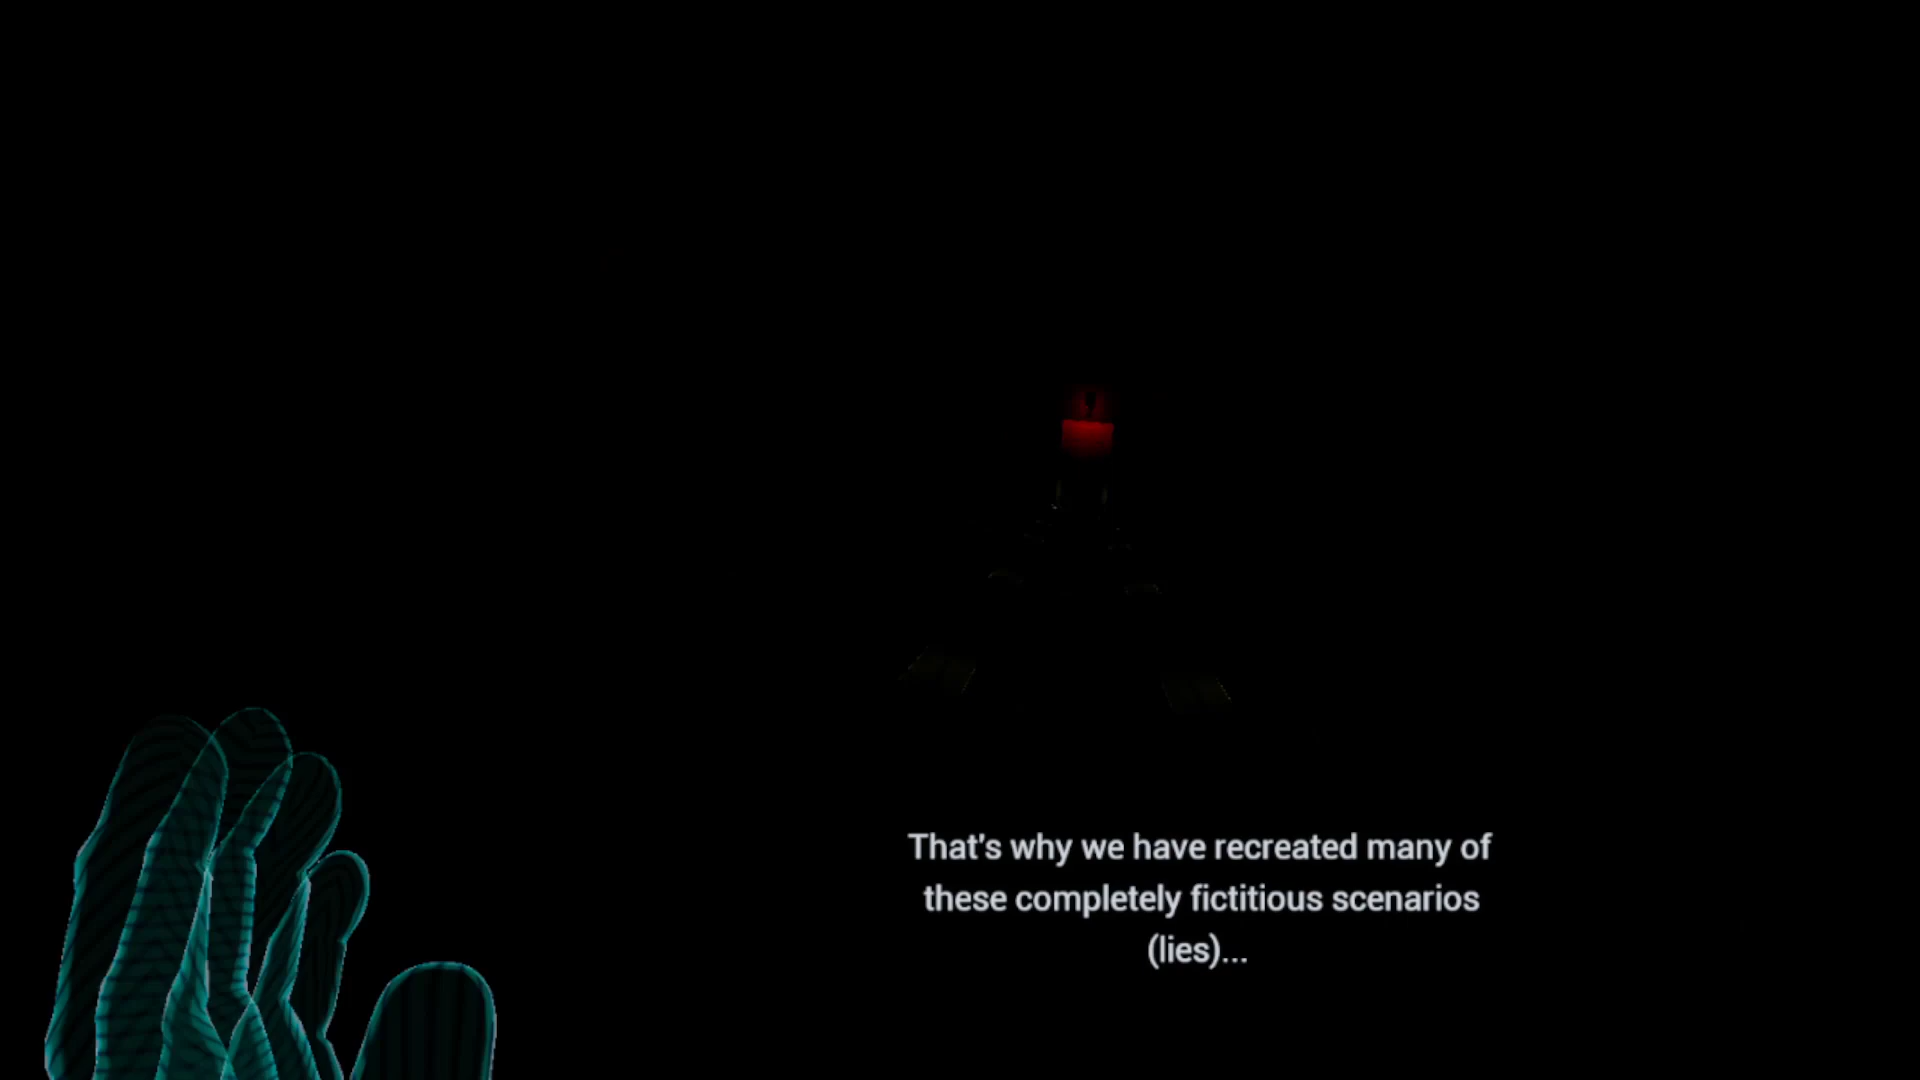 That's why we have recreated many of
these completely fictitious scenarios
(lies)...